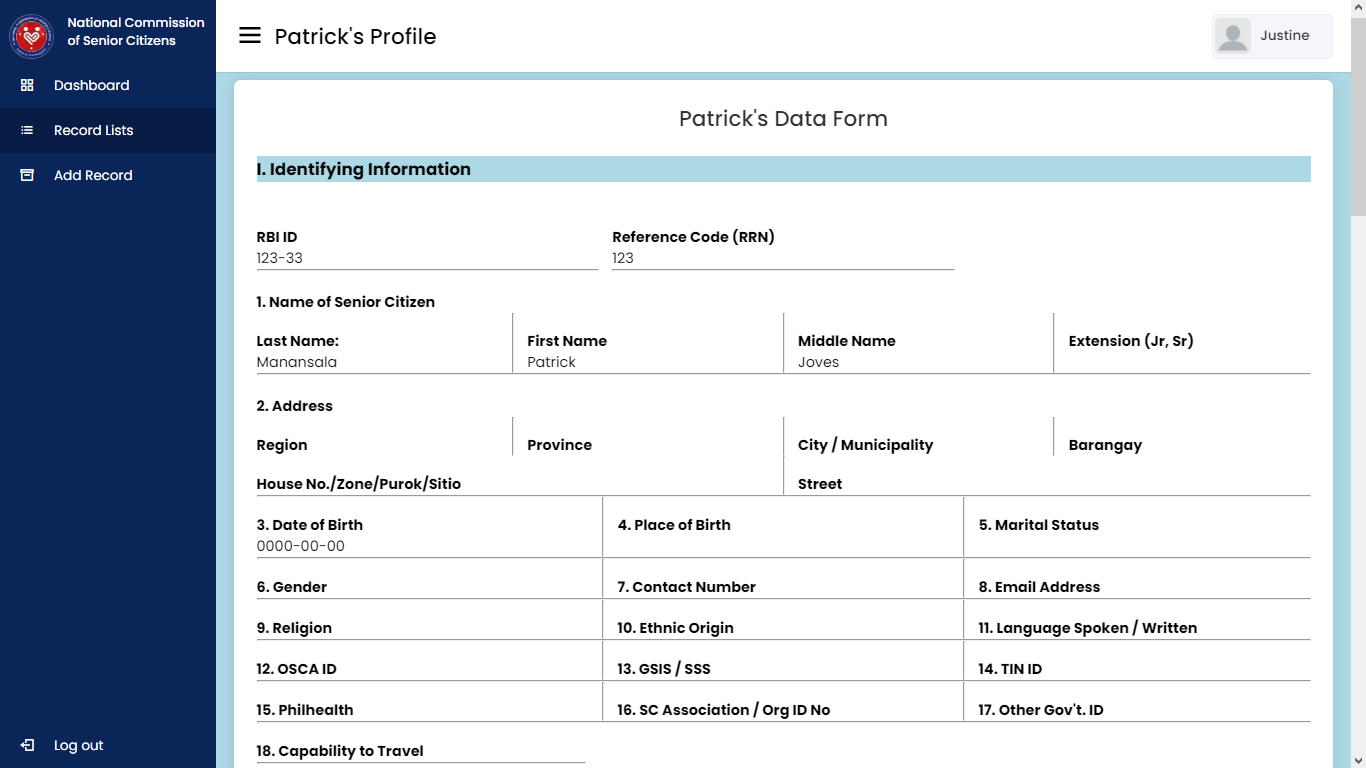 National Commission
of Senior Citizens
Dashboard
Record Lists
Add Record
Log out
Patrick's Profile
Justine
Patrick's Data Form
I. Identifying Information
RBI ID
123-33
Reference Code (RRN)
123
1. Name of Senior Citizen
Last Name:
Manansala
First Name
Patrick
Middle Name
Joves
Extension (Jr, Sr)
2. Address
Region
Province
City / Municipality
Barangay
House No./Zone/Purok/Sitio
Street
3. Date of Birth
0000-00-00
4. Place of Birth
5. Marital Status
6. Gender
7. Contact Number
8. Email Address
9. Religion
10. Ethnic Origin
11. Language Spoken / Written
12. OSCA ID
13. GSIS / SSS
14. TIN ID
15. Philhealth
16. SC Association / Org ID No
17. Other Gov't. ID
18. Capability to Travel